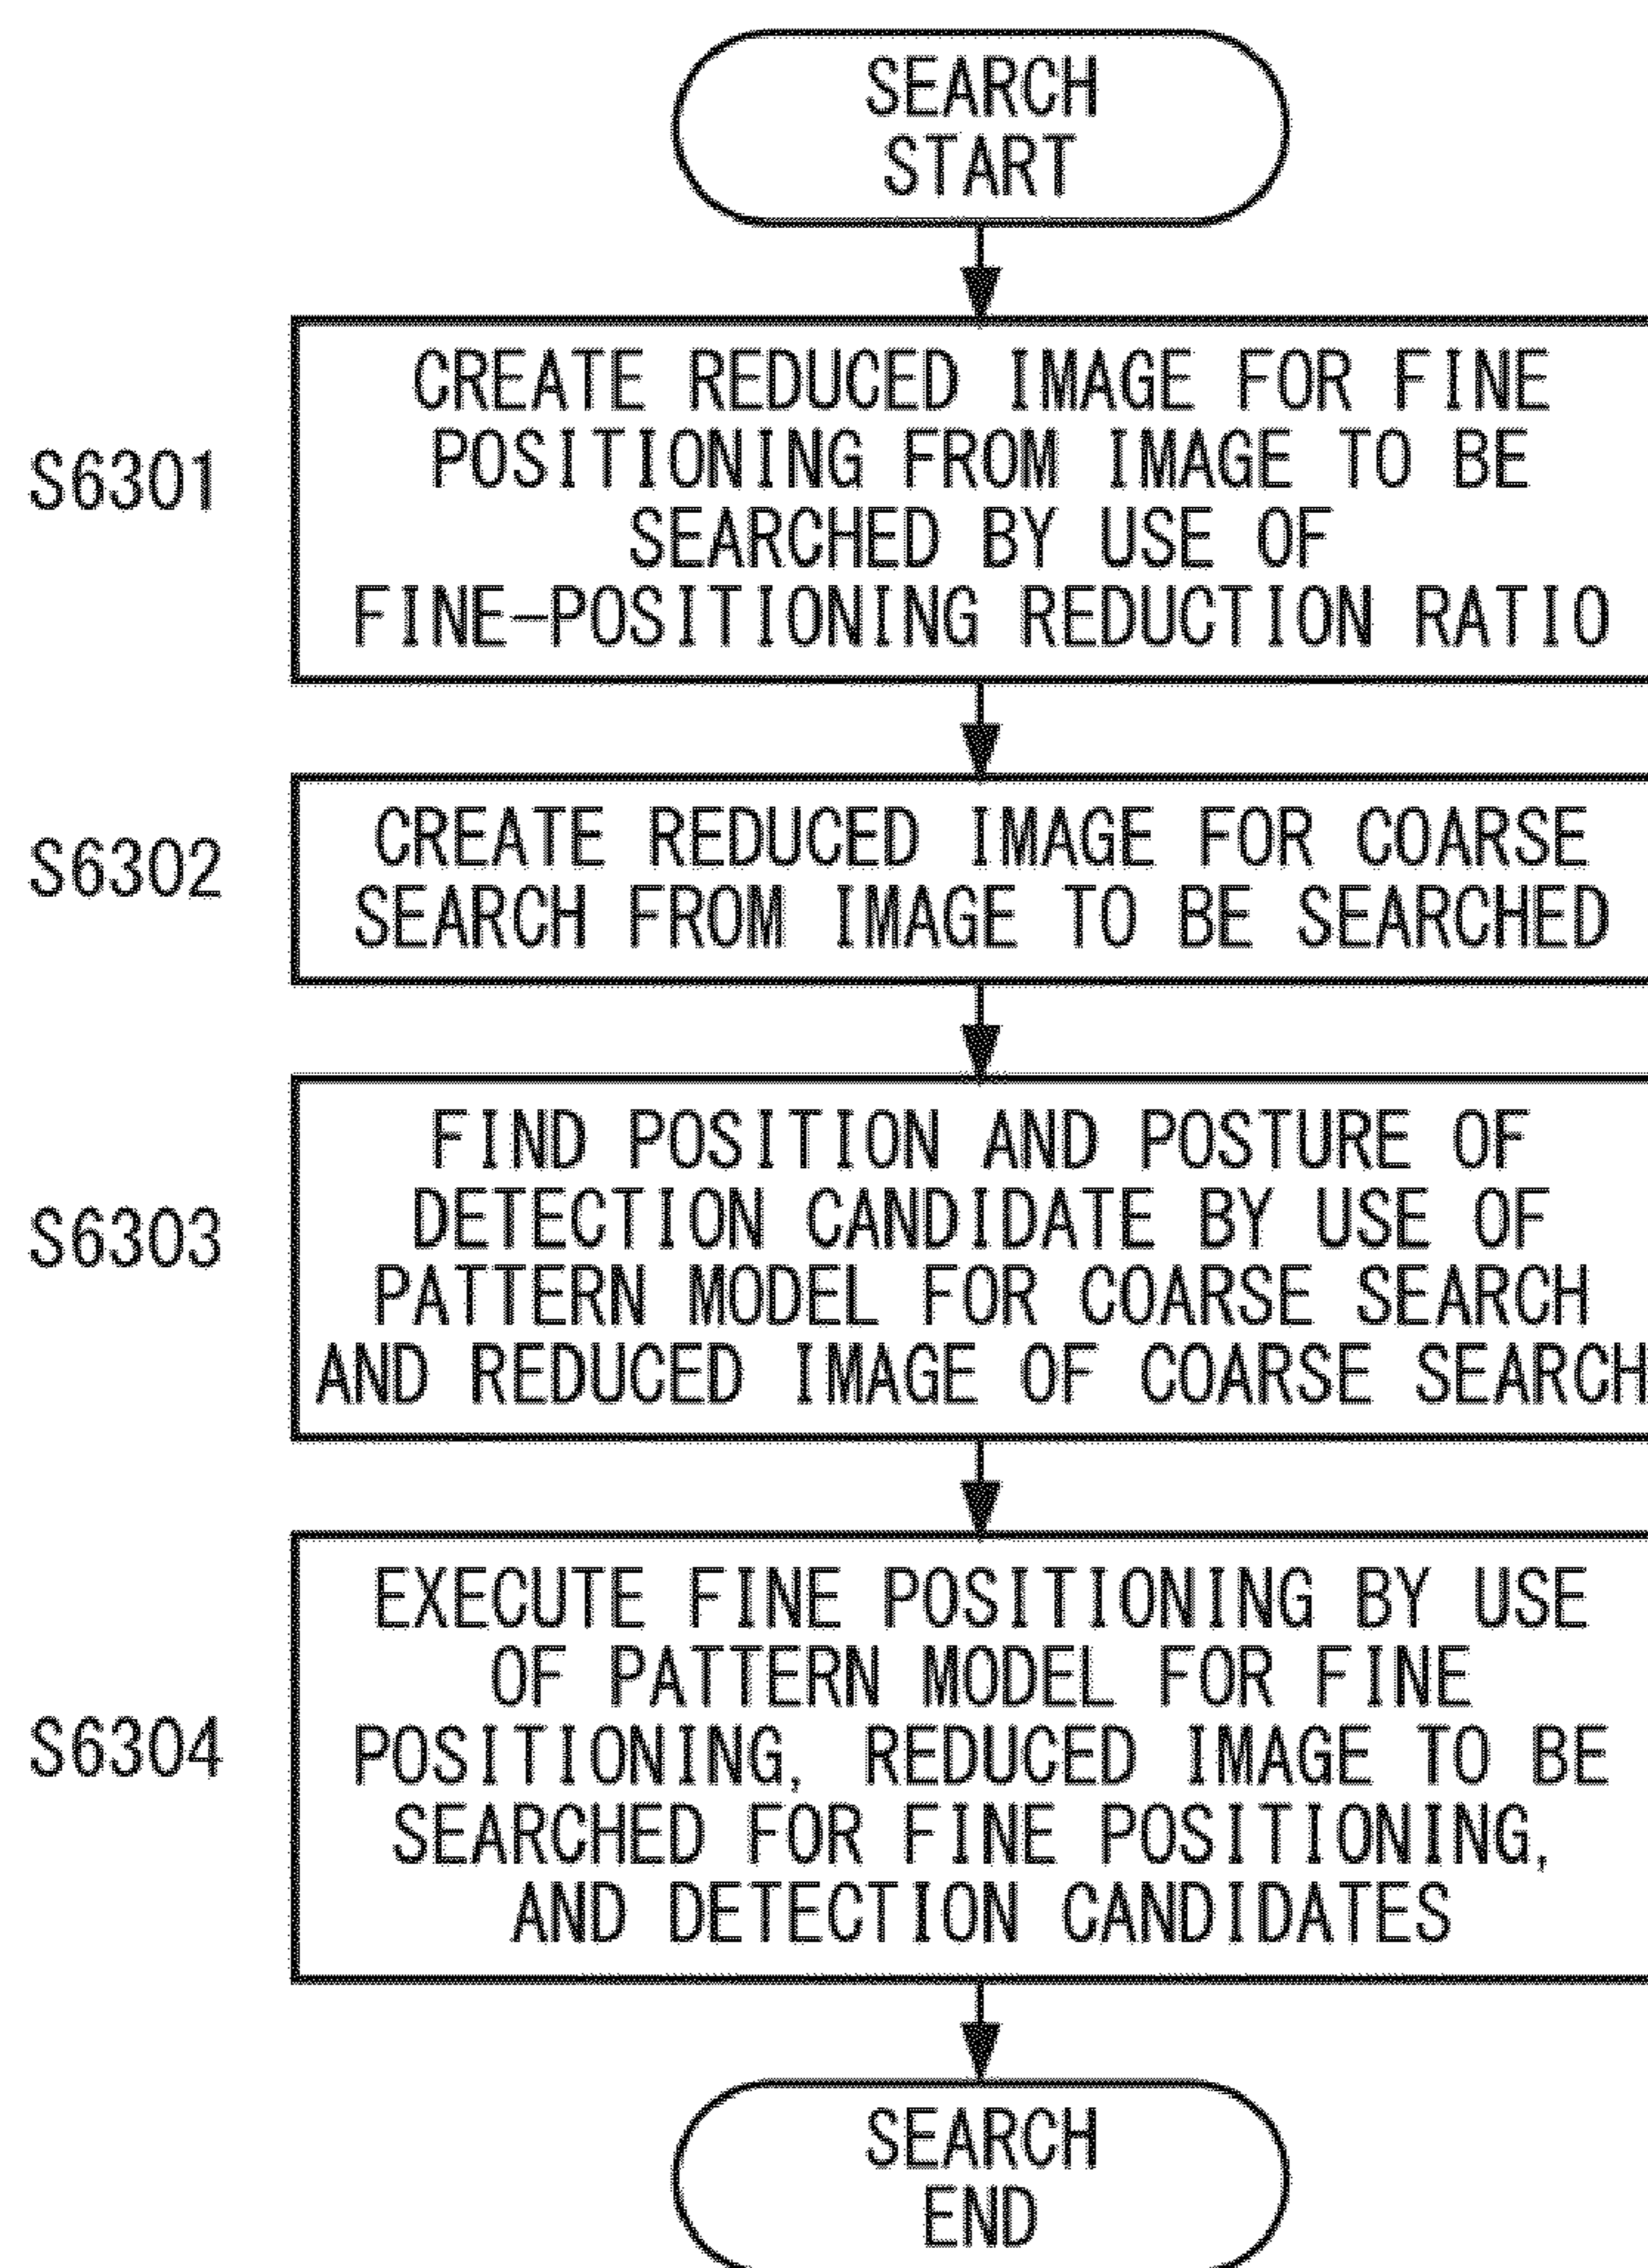 SEARCH
START
S6301
CREATE REDUCED IMAGE FOR FINE
POSITIONING FROM IMAGE TO BE
SEARCHED BY USE OF
FINE-POSITIONING REDUCTION RATIO
S6302
CREATE REDUCED IMAGE FOR COARSE
SEARCH FROM IMAGE TO BE SEARCHED
S6303
FIND POSITION AND POSTURE OF
DETECTION CANDIDATE BY USE OF
PATTERN MODEL FOR COARSE SEARCH
AND REDUCED IMAGE OF COARSE SEARCH
S6304
EXECUTE FINE POSITIONING BY USE
OF PATTERN MODEL FOR FINE
POSITIONING, REDUCED IMAGE TO BE
SEARCHED FOR FINE POSITIONING,
AND DETECTION CANDIDATES
SEARCH
END